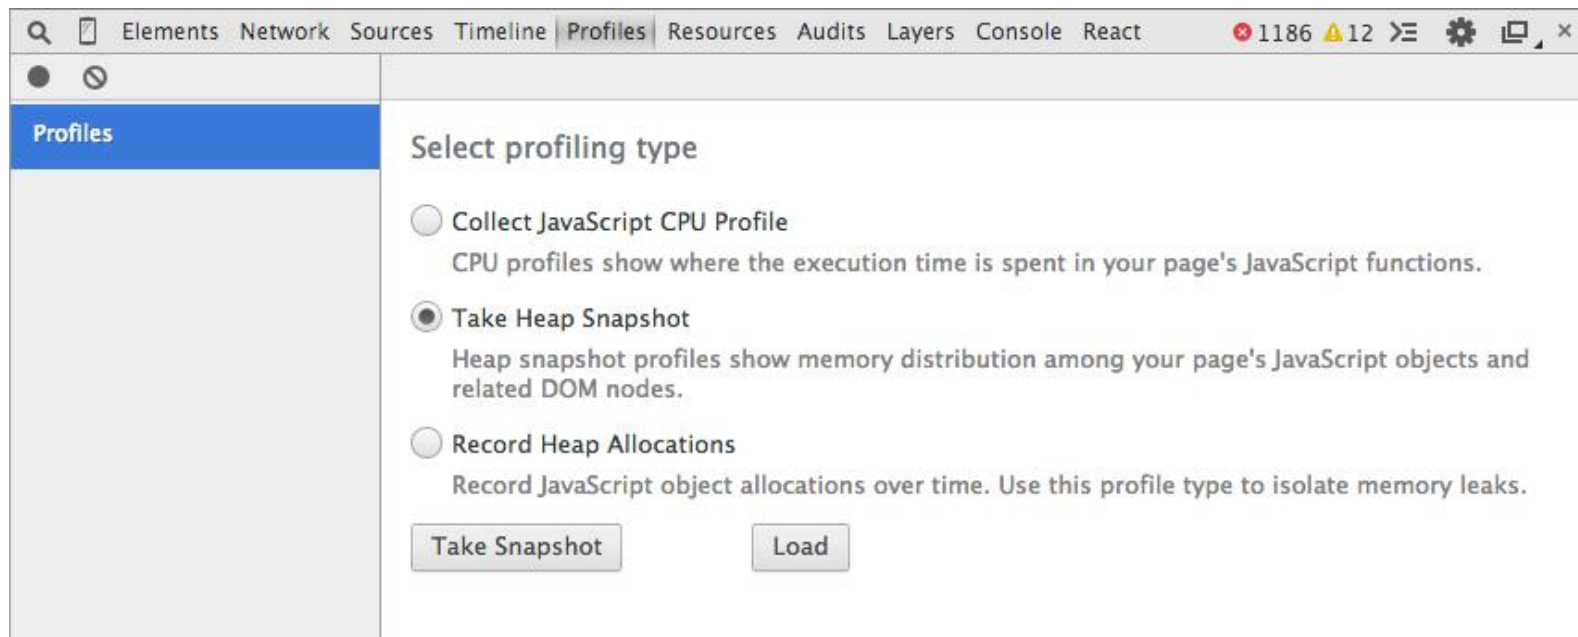 Elements Network Sources Timeline Profiles Resources Audits Layers Console React 1186 12
Profiles
Select profiling type
Collect JavaScript CPU Profile
CPU profiles show where the execution time is spent in your page's JavaScript functions.
Take Heap Snapshot
Heap snapshot profiles show memory distribution among your page's JavaScript objects and
related DOM nodes.
Record Heap Allocations
Record JavaScript object allocations over time. Use this profile type to isolate memory leaks.
Take Snapshot Load